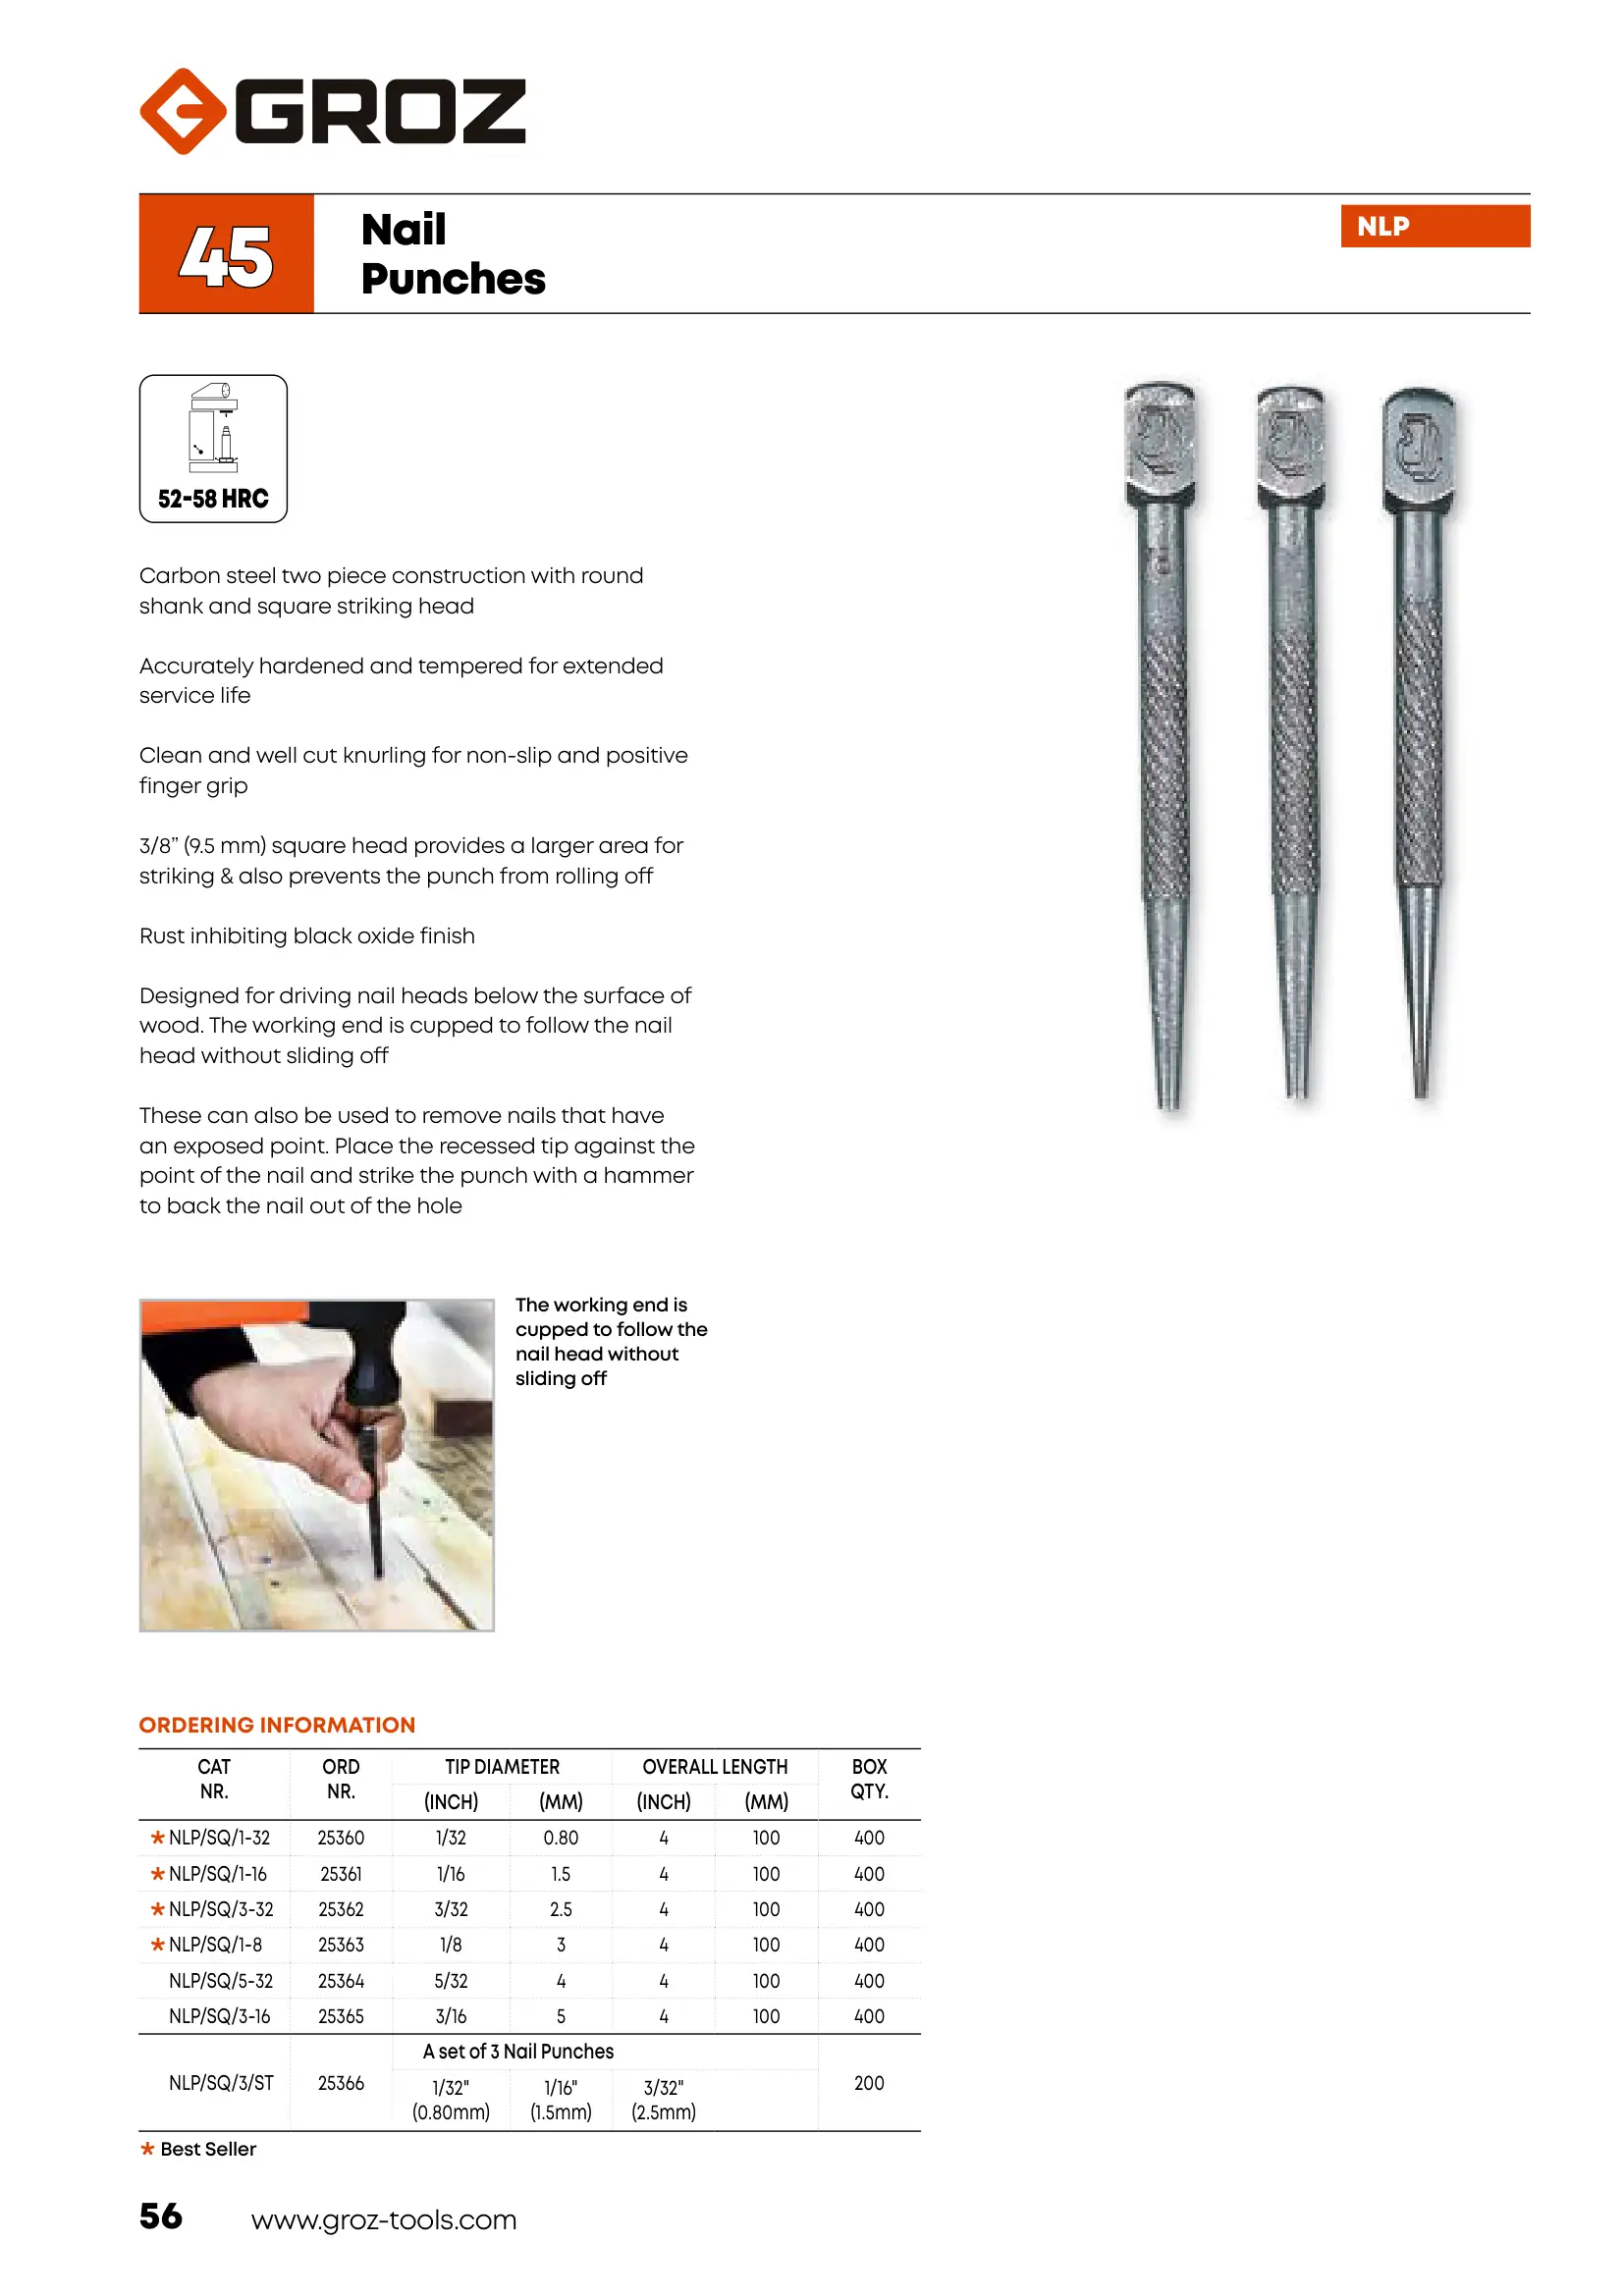 GROZ
45
Nail
Punches
NLP
52-58 HRC
Carbon steel two piece construction with round
shank and square striking head
Accurately hardened and tempered for extended
service life
Clean and well cut knurling for non-slip and positive
finger grip
3/8” (9.5 mm) square head provides a larger area for
striking & also prevents the punch from rolling off
Rust inhibiting black oxide finish
Designed for driving nail heads below the surface of
wood. The working end is cupped to follow the nail
head without sliding off
These can also be used to remove nails that have
an exposed point. Place the recessed tip against the
point of the nail and strike the punch with a hammer
to back the nail out of the hole
The working end is
cupped to follow the
nail head without
sliding off
ORDERING INFORMATION
CAT NR. ORD NR. TIP DIAMETER OVERALL LENGTH BOX QTY.
(INCH) (MM) (INCH) (MM)
* NLP/SQ/1-32 25360 1/32 0.80 4 100 400
* NLP/SQ/1-16 25361 1/16 1.5 4 100 400
* NLP/SQ/3-32 25362 3/32 2.5 4 100 400
* NLP/SQ/1-8 25363 1/8 3 4 100 400
NLP/SQ/5-32 25364 5/32 4 4 100 400
NLP/SQ/3-16 25365 3/16 5 4 100 400
A set of 3 Nail Punches
NLP/SQ/3/ST 25366 1/32" 1/16" 3/32" 200
(0.80mm) (1.5mm) (2.5mm)
* Best Seller
56 www.groz-tools.com